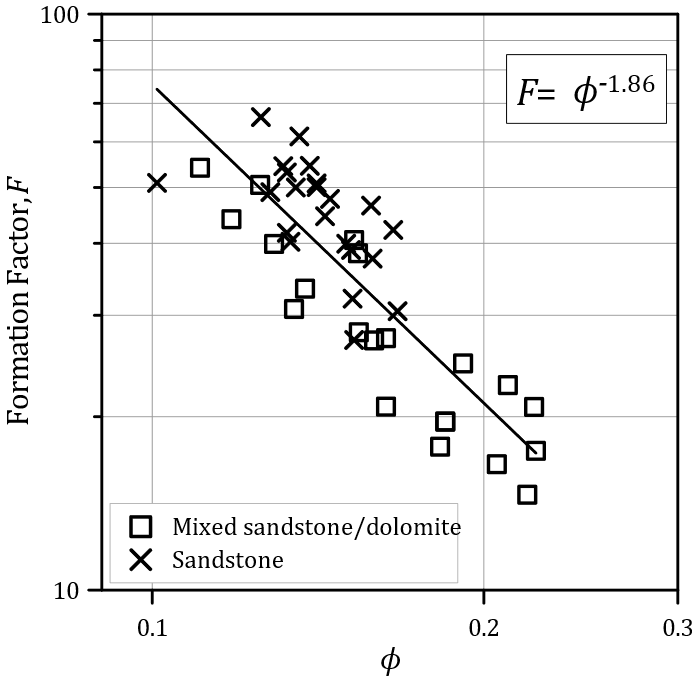 100
F= ϕ-1.86
Formation Factor,F
Mixed sandstone/dolomite
Sandstone
10
0.1
0.2
0.3
ϕ